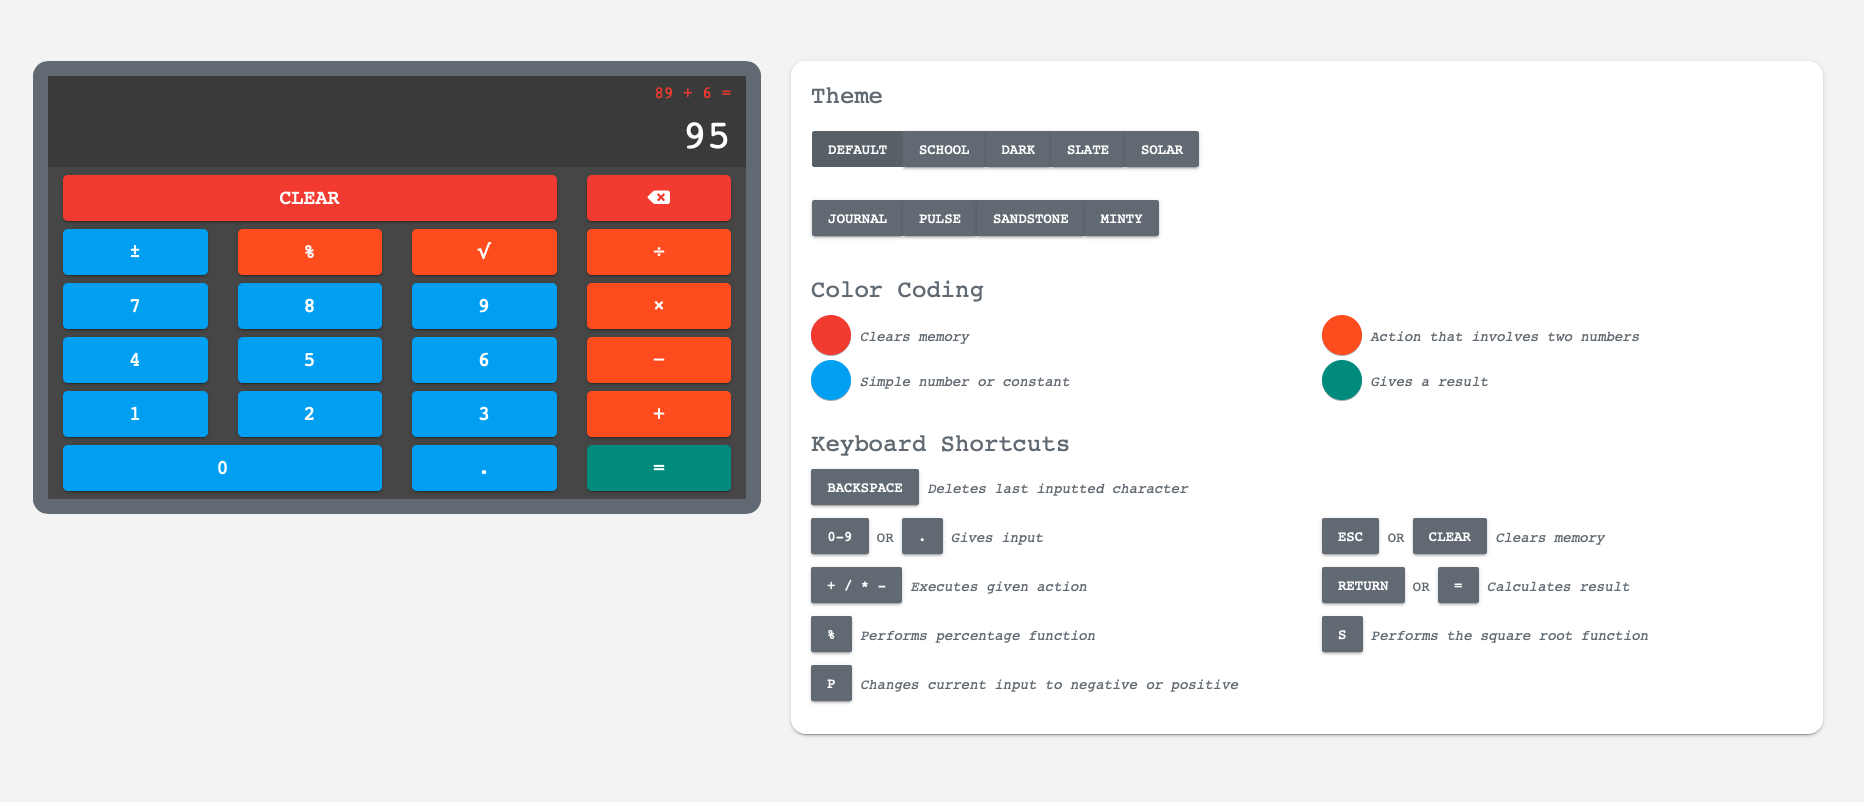 89 + 6 =
95
CLEAR
± % √ ÷
7 8 9 ×
4 5 6 −
1 2 3 +
0 . =
Theme
DEFAULT SCHOOL DARK SLATE SOLAR
JOURNAL PULSE SANDSTONE MINTY
Color Coding
Clears memory Action that involves two numbers
Simple number or constant Gives a result
Keyboard Shortcuts
BACKSPACE Deletes last inputted character
0-9 OR . Gives input ESC OR CLEAR Clears memory
+ / * - Executes given action RETURN OR = Calculates result
% Performs percentage function S Performs the square root function
P Changes current input to negative or positive